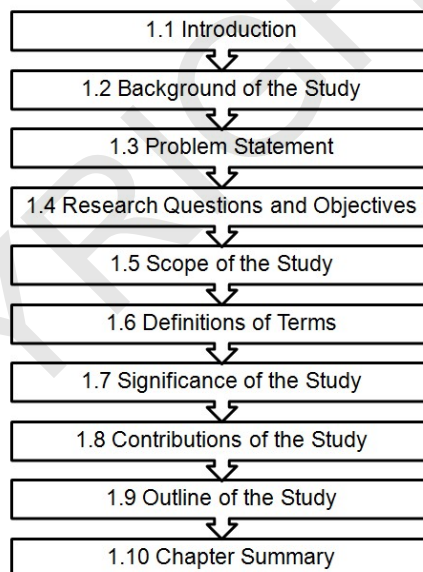 1.1 Introduction
1.2 Background of the Study
1.3 Problem Statement
1.4 Research Questions and Objectives
1.5 Scope of the Study
1.6 Definitions of Terms
1.7 Significance of the Study
1.8 Contributions of the Study
1.9 Outline of the Study
1.10 Chapter Summary
YRIGH